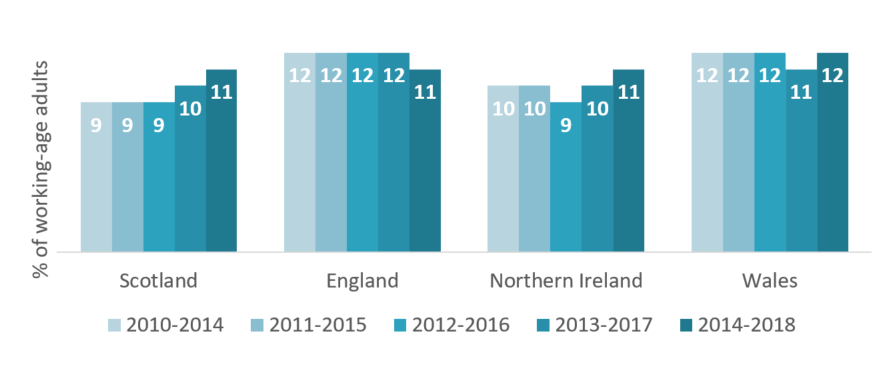 % of working-age adults
9 9 9 10 11
12 12 12 12 11
10 10 9 10 11
12 12 12 11 12
Scotland England Northern Ireland Wales
2010-2014 2011-2015 2012-2016 2013-2017 2014-2018